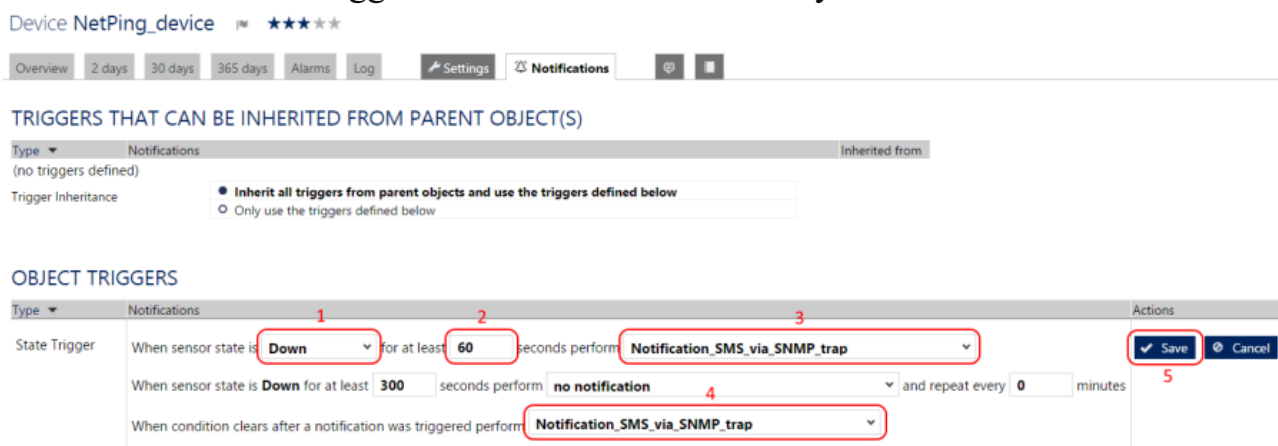 Device NetPing_device
Overview 2 days 30 days 365 days Alarms Log Settings Notifications
TRIGGERS THAT CAN BE INHERITED FROM PARENT OBJECT(S)
Type Notifications Inherited from
(no triggers defined)
Trigger Inheritance
Inherit all triggers from parent objects and use the triggers defined below
Only use the triggers defined below
OBJECT TRIGGERS
Type Notifications Actions
1 2 3
State Trigger When sensor state is Down for at least 60 seconds perform Notification_SMS_via_SNMP_trap Save Cancel
5
When sensor state is Down for at least 300 seconds perform no notification and repeat every 0 minutes
4
When condition clears after a notification was triggered perform Notification_SMS_via_SNMP_trap